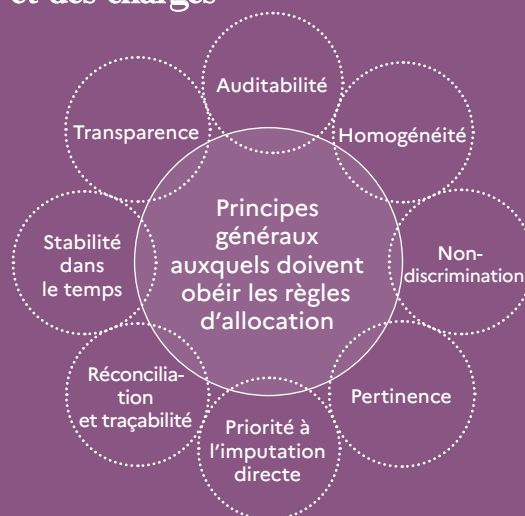 et des charges
Auditabilité
Transparence
Homogénéité
Principes
généraux
auxquels doivent
obéir les règles
d'allocation
Stabilité
dans
le temps
Non-
discrimination
Réconcilia-
tion
et traçabilité
Pertinence
Priorité à
l'imputation
directe